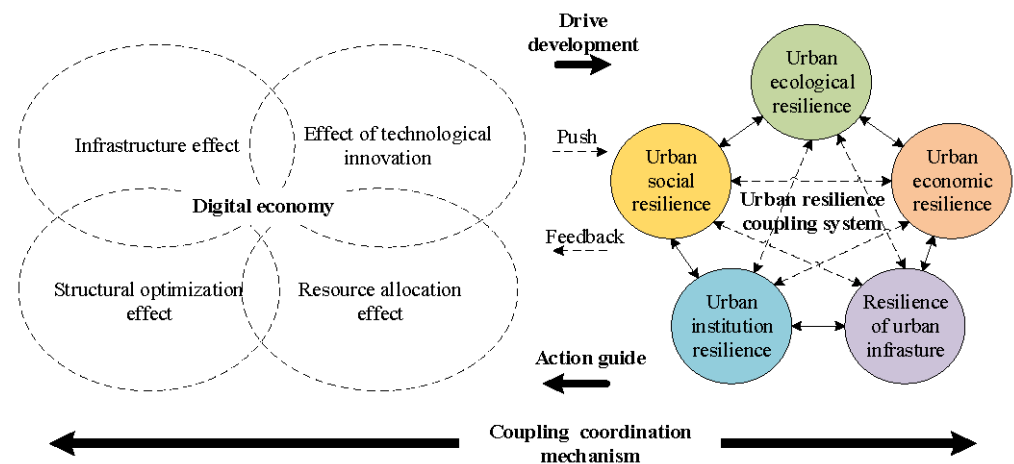 Infrastructure effect
Effect of technological
innovation
Digital economy
Structural optimization
effect
Resource allocation
effect
Drive
development
Push
Feedback
Action guide
Urban
ecological
resilience
Urban
social
resilience
Urban
economic
resilience
Urban resilience
coupling system
Urban
institution
resilience
Resilience
of urban
infrasture
Coupling coordination
mechanism